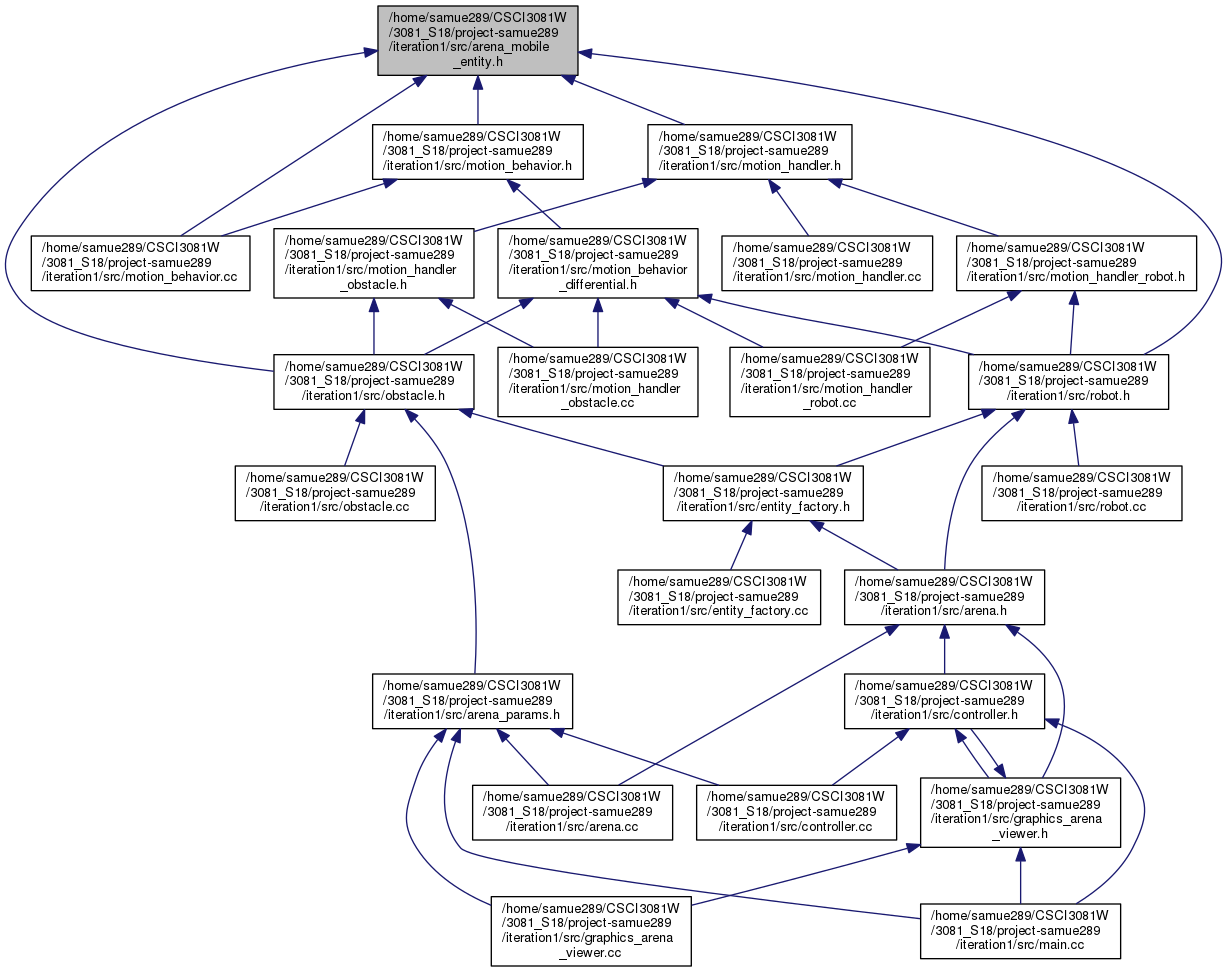 /home/samue289/CSCI3081W
/3081_S18/project-samue289
/iteration1/src/arena_mobile
_entity.h
/home/samue289/CSCI3081W
/3081_S18/project-samue289
/iteration1/src/motion_behavior.h
/home/samue289/CSCI3081W
/3081_S18/project-samue289
/iteration1/src/motion_handler.h
/home/samue289/CSCI3081W
/3081_S18/project-samue289
/iteration1/src/motion_behavior.cc
/home/samue289/CSCI3081W
/3081_S18/project-samue289
/iteration1/src/motion_handler
_obstacle.h
/home/samue289/CSCI3081W
/3081_S18/project-samue289
/iteration1/src/motion_behavior
_differential.h
/home/samue289/CSCI3081W
/3081_S18/project-samue289
/iteration1/src/motion_handler.cc
/home/samue289/CSCI3081W
/3081_S18/project-samue289
/iteration1/src/motion_handler_robot.h
/home/samue289/CSCI3081W
/3081_S18/project-samue289
/iteration1/src/obstacle.h
/home/samue289/CSCI3081W
/3081_S18/project-samue289
/iteration1/src/motion_handler
_obstacle.cc
/home/samue289/CSCI3081W
/3081_S18/project-samue289
/iteration1/src/motion_handler
_robot.cc
/home/samue289/CSCI3081W
/3081_S18/project-samue289
/iteration1/src/robot.h
/home/samue289/CSCI3081W
/3081_S18/project-samue289
/iteration1/src/obstacle.cc
/home/samue289/CSCI3081W
/3081_S18/project-samue289
/iteration1/src/entity_factory.h
/home/samue289/CSCI3081W
/3081_S18/project-samue289
/iteration1/src/robot.cc
/home/samue289/CSCI3081W
/3081_S18/project-samue289
/iteration1/src/entity_factory.cc
/home/samue289/CSCI3081W
/3081_S18/project-samue289
/iteration1/src/arena.h
/home/samue289/CSCI3081W
/3081_S18/project-samue289
/iteration1/src/arena_params.h
/home/samue289/CSCI3081W
/3081_S18/project-samue289
/iteration1/src/controller.h
/home/samue289/CSCI3081W
/3081_S18/project-samue289
/iteration1/src/arena.cc
/home/samue289/CSCI3081W
/3081_S18/project-samue289
/iteration1/src/controller.cc
/home/samue289/CSCI3081W
/3081_S18/project-samue289
/iteration1/src/graphics_arena
_viewer.h
/home/samue289/CSCI3081W
/3081_S18/project-samue289
/iteration1/src/graphics_arena
_viewer.cc
/home/samue289/CSCI3081W
/3081_S18/project-samue289
/iteration1/src/main.cc